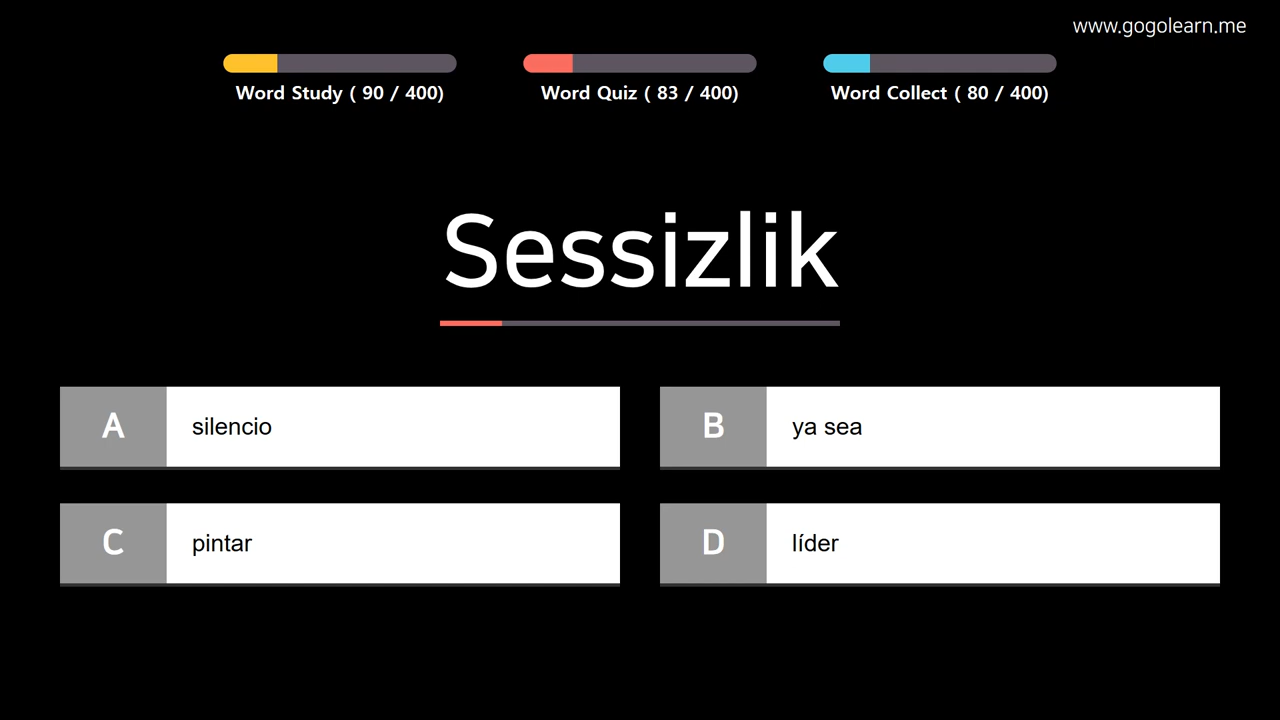 www.gogolearn.me
Word Study ( 90 / 400)
Word Quiz ( 83 / 400)
Word Collect ( 80 / 400)
Sessizlik
A silencio
B ya sea
C pintar
D líder